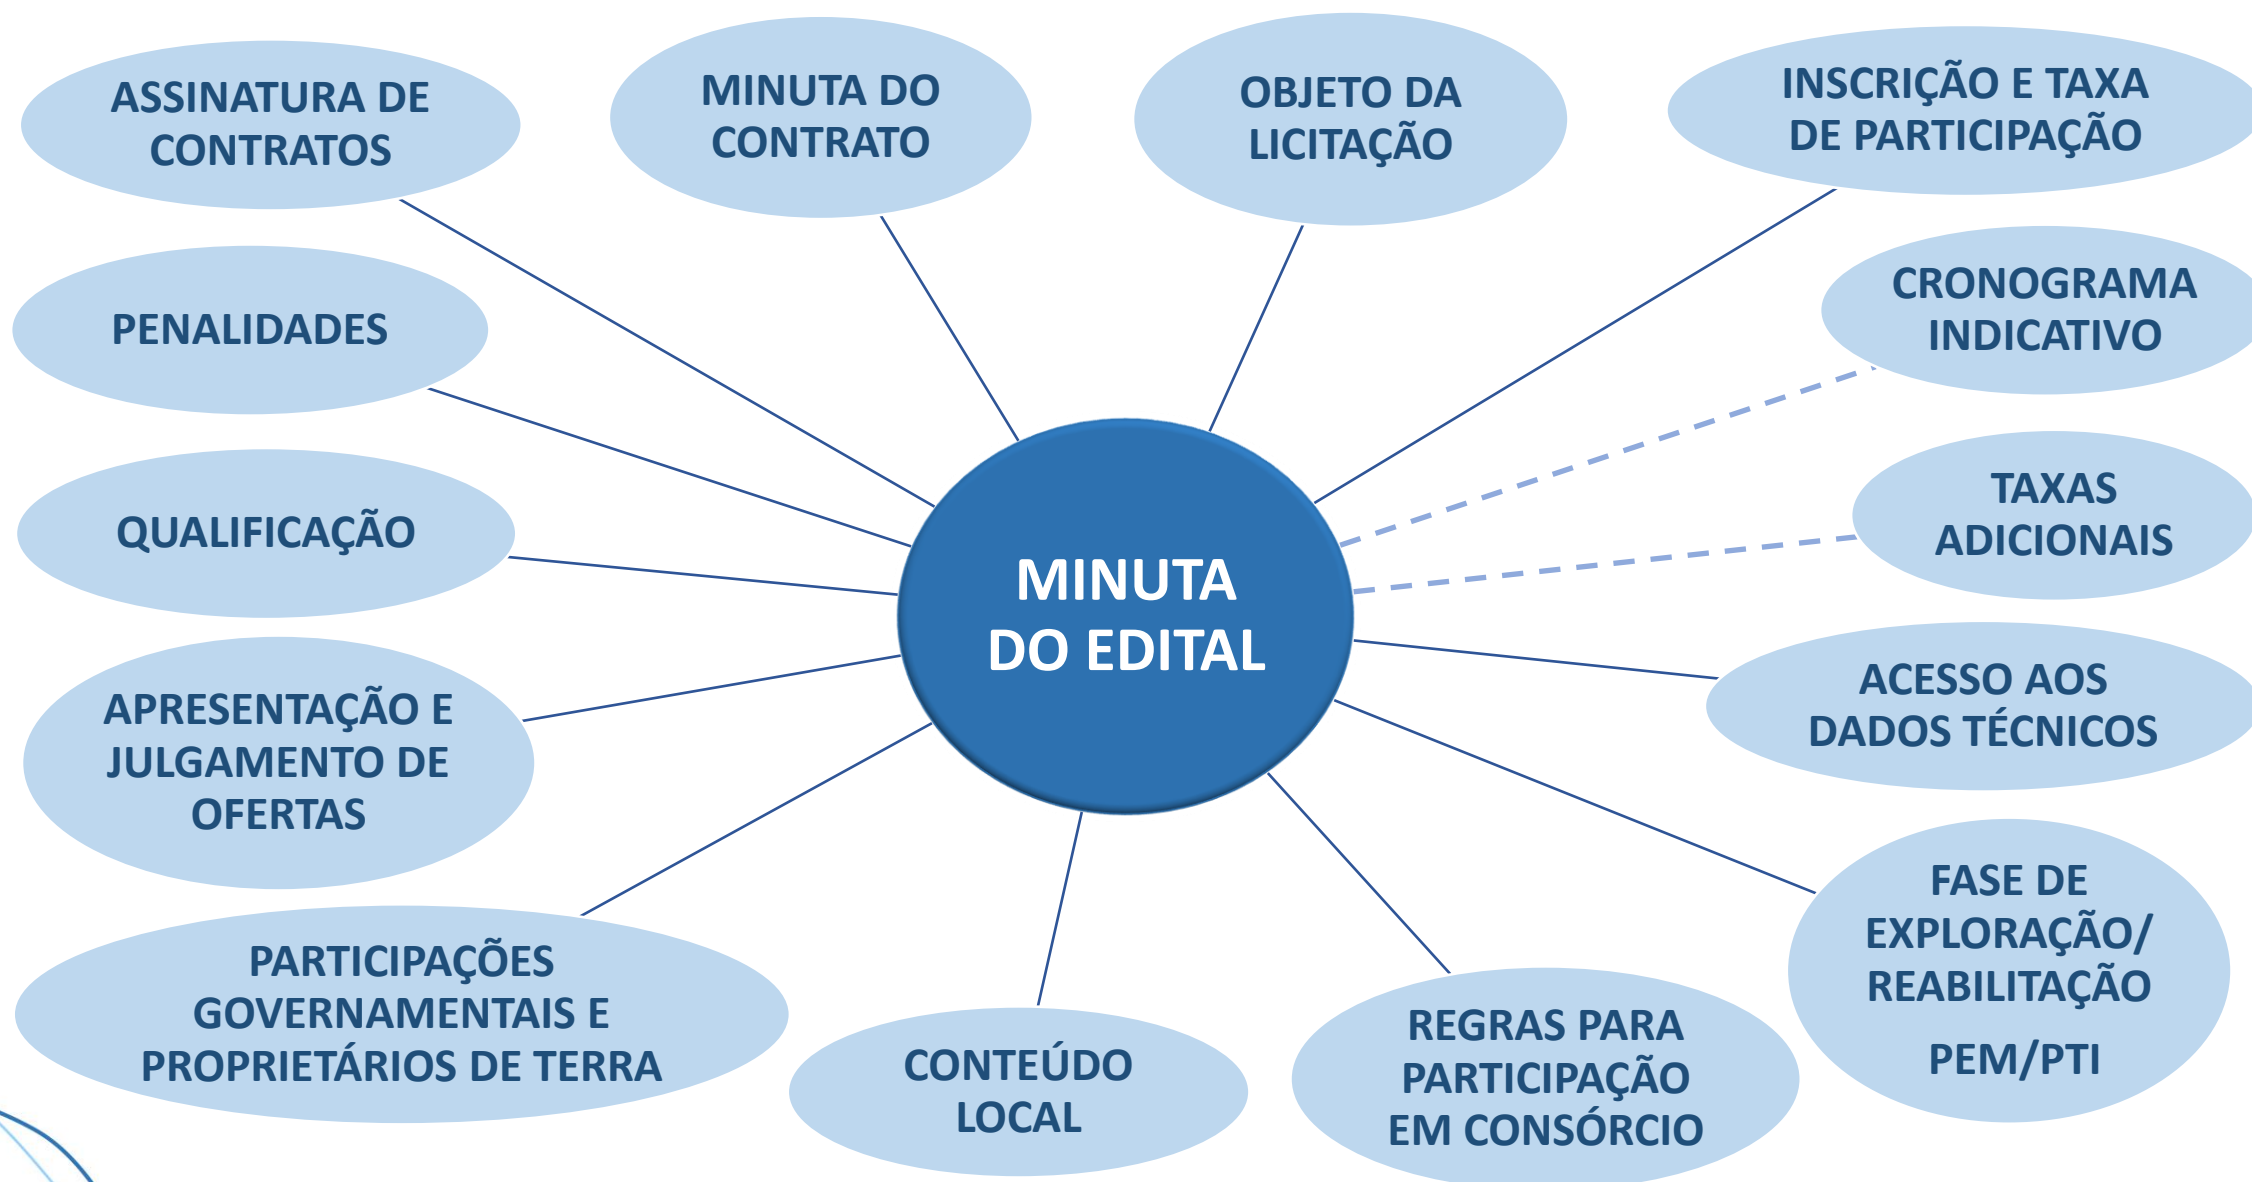 ASSINATURA DE
CONTRATOS
MINUTA DO
CONTRATO
OBJETO DA
LICITAÇÃO
INSCRIÇÃO E TAXA
DE PARTICIPAÇÃO
CRONOGRAMA
INDICATIVO
TAXAS
ADICIONAIS
ACESSO AOS
DADOS TÉCNICOS
FASE DE
EXPLORAÇÃO/
REABILITAÇÃO
PEM/PTI
REGRAS PARA
PARTICIPAÇÃO
EM CONSÓRCIO
CONTEÚDO
LOCAL
PARTICIPAÇÕES
GOVERNAMENTAIS E
PROPRIETÁRIOS DE TERRA
APRESENTAÇÃO E
JULGAMENTO DE
OFERTAS
QUALIFICAÇÃO
PENALIDADES
MINUTA
DO EDITAL